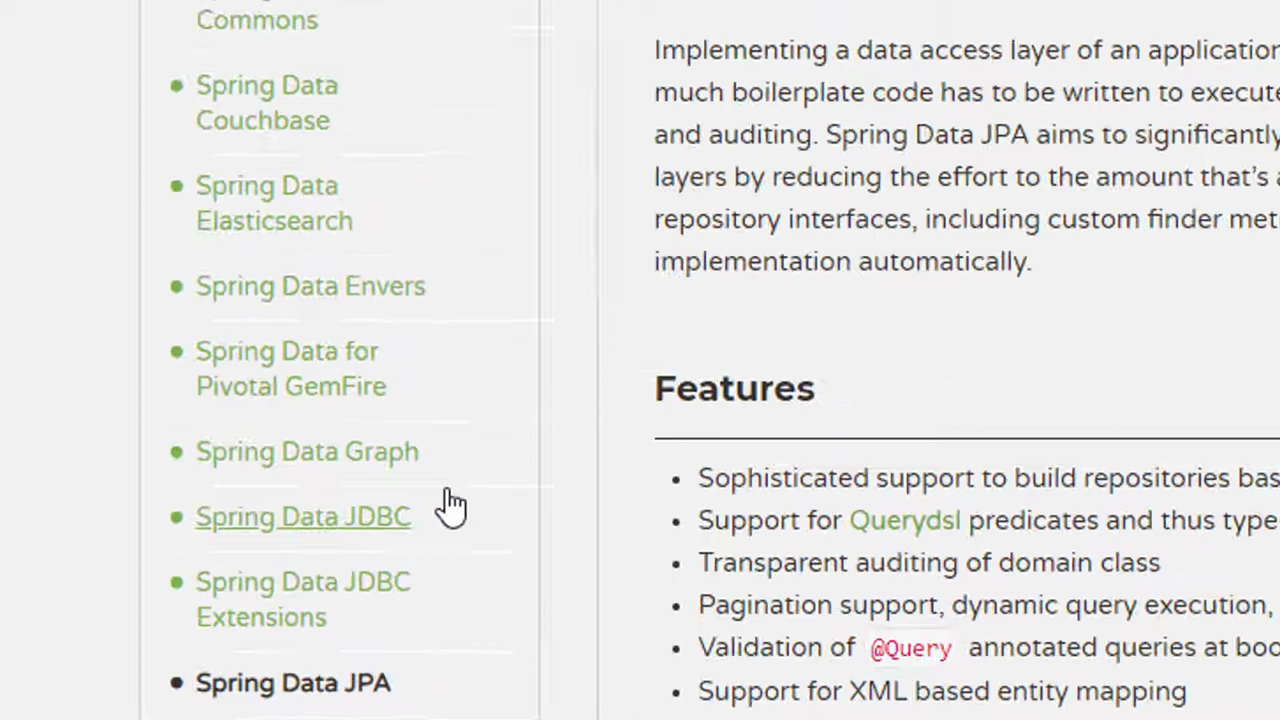 Commons
Spring Data
Couchbase
Spring Data
Elasticsearch
Spring Data Envers
Spring Data for
Pivotal GemFire
Spring Data Graph
Spring Data JDBC
Spring Data JDBC
Extensions
Spring Data JPA
Implementing a data access layer of an application
much boilerplate code has to be written to execute
and auditing. Spring Data JPA aims to significantly
layers by reducing the effort to the amount that's a
repository interfaces, including custom finder met
implementation automatically.
Features
Sophisticated support to build repositories bas
Support for Querydsl predicates and thus type
Transparent auditing of domain class
Pagination support, dynamic query execution,
Validation of @Query annotated queries at boo
Support for XML based entity mapping